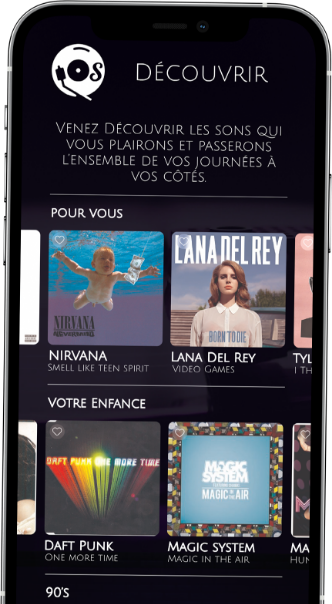 OS
DÉCOUVRIR
VENEZ DÉCOUVRIR LES SONS QUI
VOUS PLAIRONS ET PASSERONS
L'ENSEMBLE DE VOS JOURNÉES À
VOS CÔTÉS.
POUR VOUS
NIRVANA
NEVERMIND
LANA DEL REY
BORN TO DIE
NIRVANA
SMELL LIKE TEEN SPIRIT
LANA DEL REY
VIDEO GAMES
TYL
I TH
VOTRE ENFANCE
DAFT PUNK ONE MORE TIME
MAGIC
SYSTEM
MAGIC IN THE AIR
DAFT PUNK
ONE MORE TIME
MAGIC SYSTEM
MAGIC IN THE AIR
MA
HUN
90'S